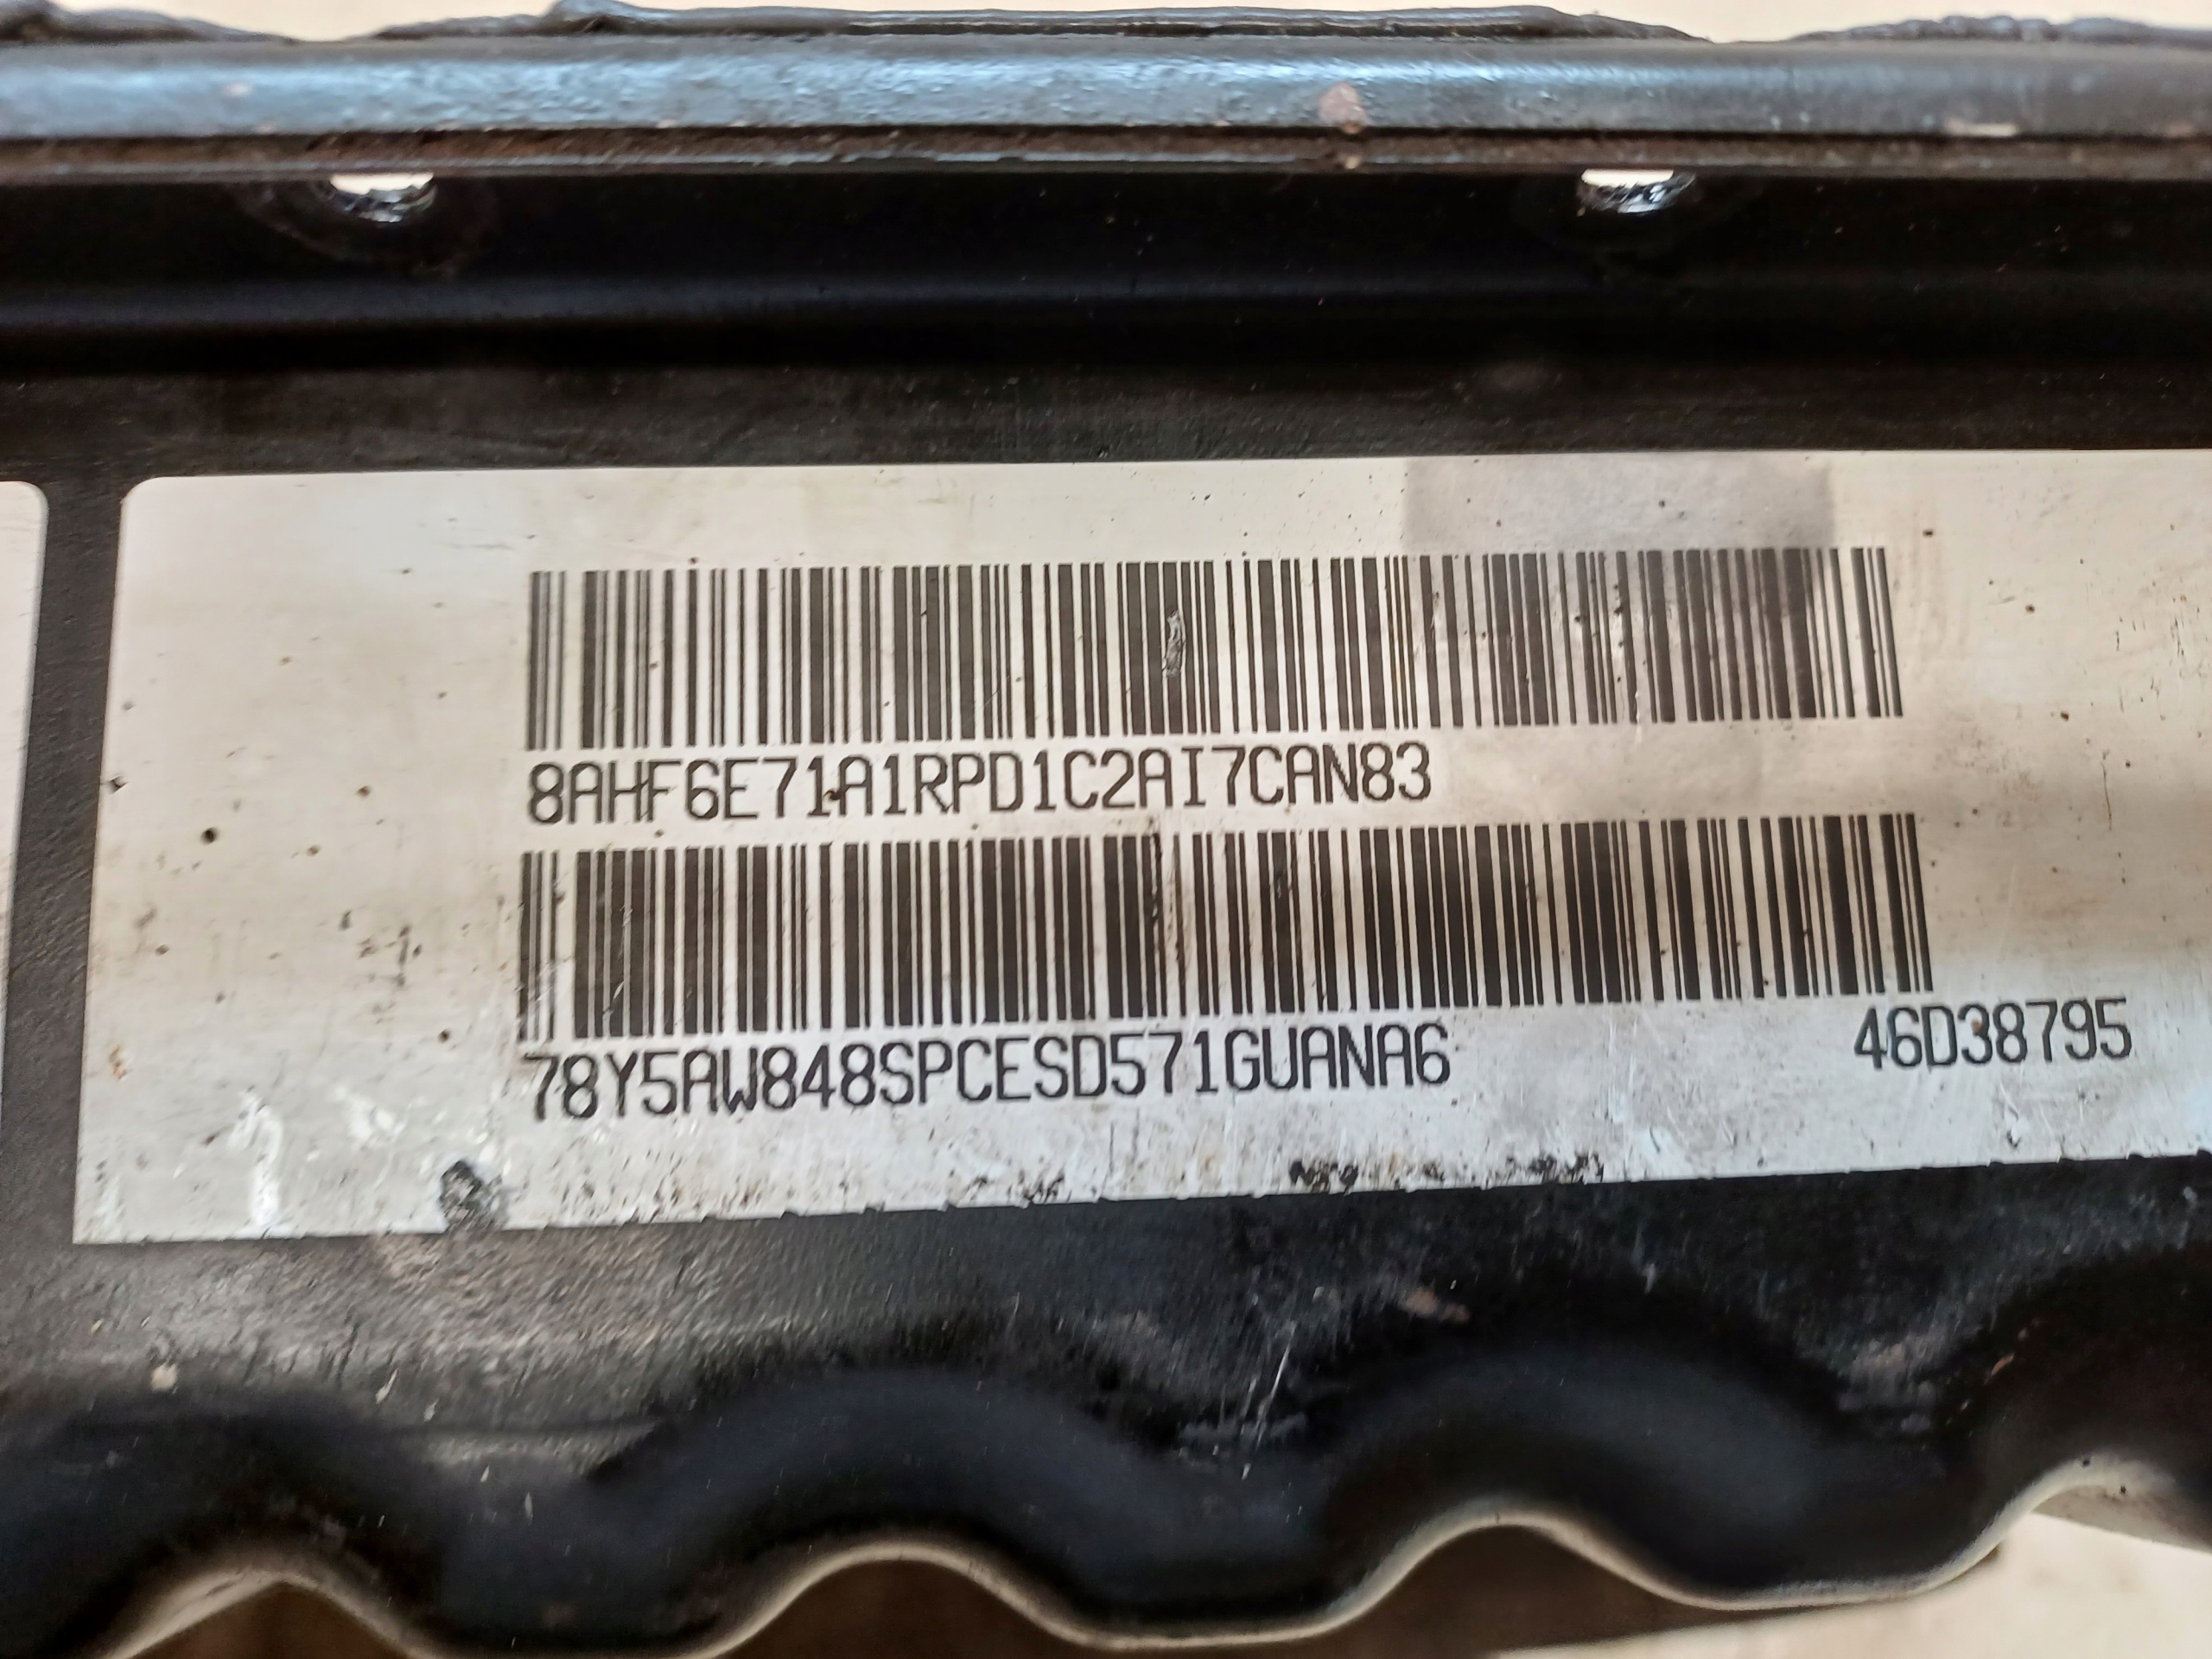 8AHF6E71A1RPD1C2AI7CAN83
78Y5AW848SPCESD571GUANA6 46D38795